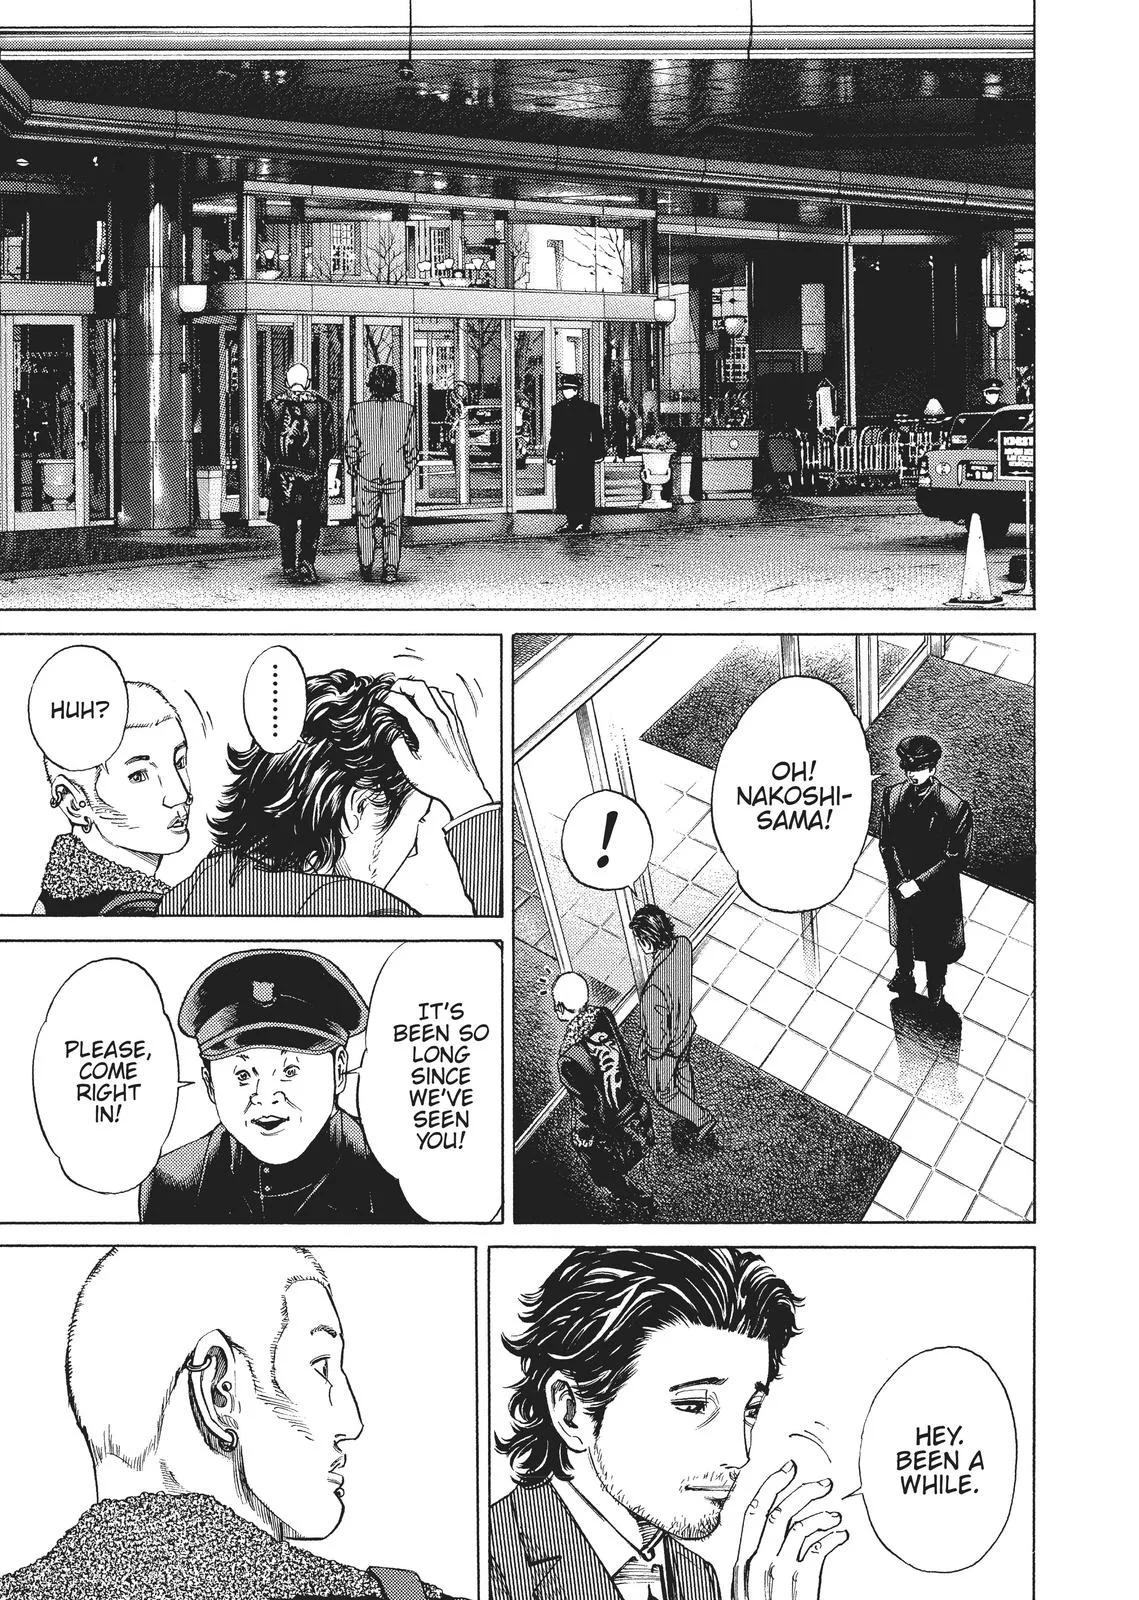 OH!
NAKOSHI-
SAMA!
!
HUH?
.........
IT'S
BEEN SO
LONG
SINCE
WE'VE
SEEN
YOU!
PLEASE,
COME
RIGHT
IN!
HEY.
BEEN A
WHILE.